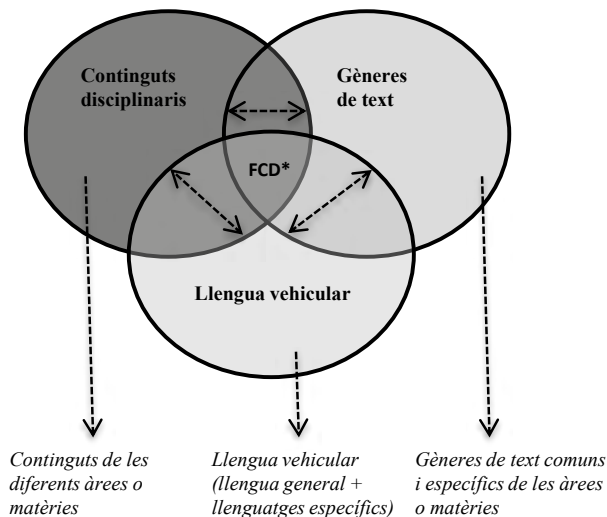 Continguts
disciplinaris
Gèneres
de text
FCD*
Llengua vehicular
Continguts de les
diferents àrees o
matèries
Llengua vehicular
(llengua general +
llenguatges específics)
Gèneres de text comuns
i específics de les àrees
o matèries